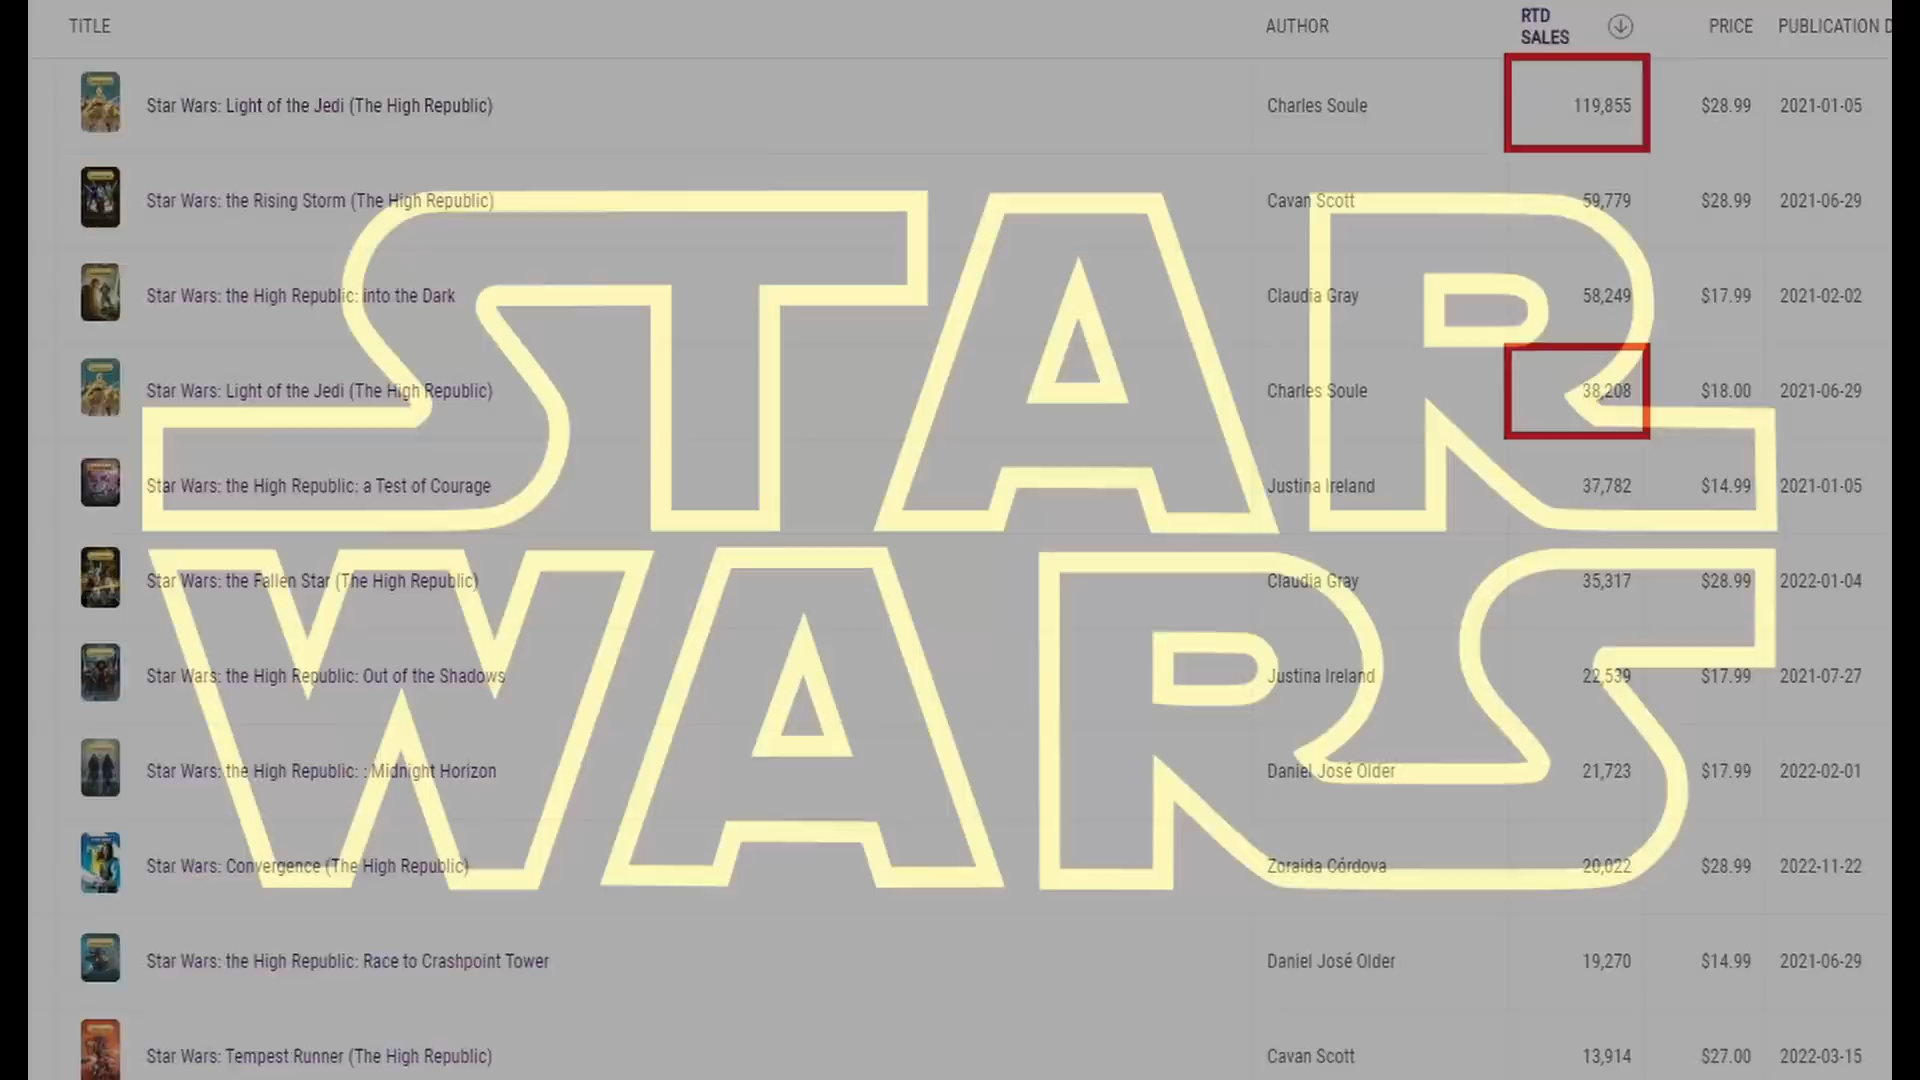 TITLE AUTHOR RTD SALES PRICE PUBLICATION D
Star Wars: Light of the Jedi (The High Republic) Charles Soule 119,855 $28.99 2021-01-05
Star Wars: the Rising Storm (The High Republic) Cavan Scott 59,779 $28.99 2021-06-29
Star Wars: the High Republic: into the Dark Claudia Gray 58,249 $17.99 2021-02-02
Star Wars: Light of the Jedi (The High Republic) Charles Soule 38,208 $18.00 2021-06-29
Star Wars: the High Republic: a Test of Courage Justina Ireland 37,782 $14.99 2021-01-05
Star Wars: the Fallen Star (The High Republic) Claudia Gray 35,317 $28.99 2022-01-04
Star Wars: the High Republic: Out of the Shadows Justina Ireland 22,539 $17.99 2021-07-27
Star Wars: the High Republic: : Midnight Horizon Daniel José Older 21,723 $17.99 2022-02-01
Star Wars: Convergence (The High Republic) Zoraida Córdova 20,022 $28.99 2022-11-22
Star Wars: the High Republic: Race to Crashpoint Tower Daniel José Older 19,270 $14.99 2021-06-29
Star Wars: Tempest Runner (The High Republic) Cavan Scott 13,914 $27.00 2022-03-15
STAR
WARS